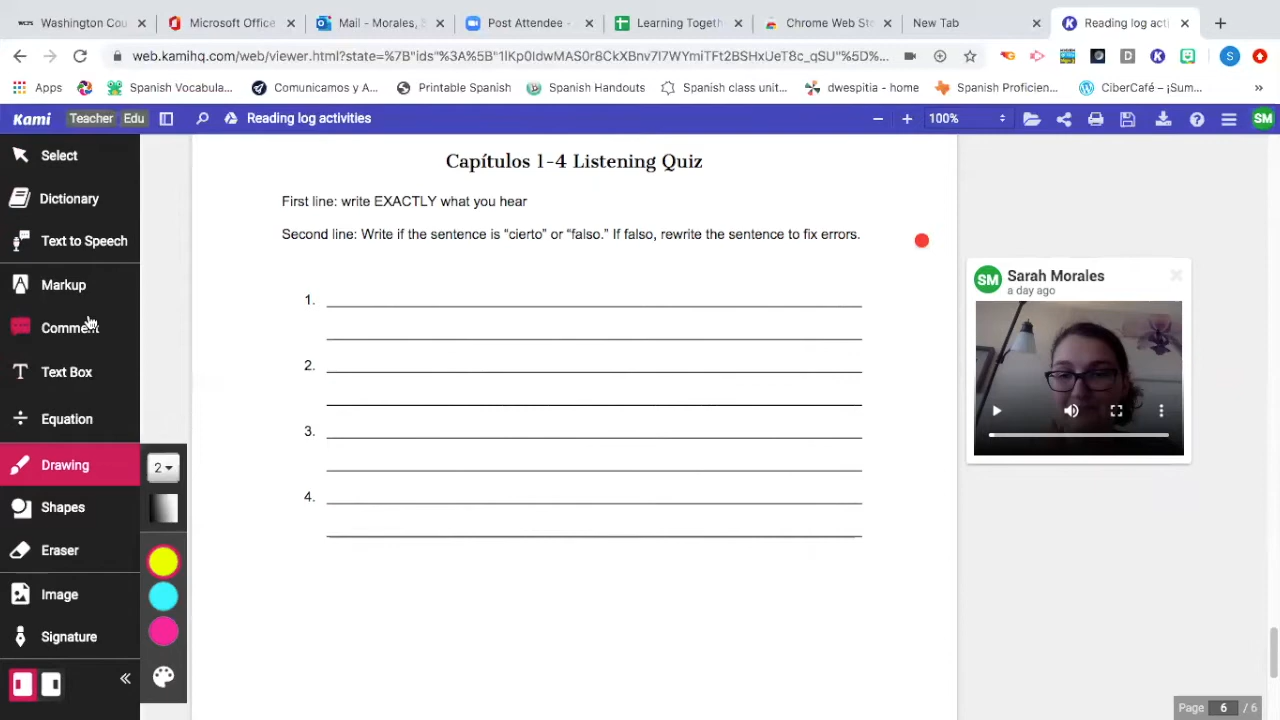 WCPS Washington Cou
Microsoft Office
Mail - Morales, S
Post Attendee -
Learning Togeth
Chrome Web Sto
New Tab
Reading log acti
web.kamihq.com/web/viewer.html?state=%7B"ids"%3A%5B"1lKp0IdwMAS0r8CkXBnv7I7WYmiTFt2BSHxUeT8c_qSU"%5D%...
S
Apps
Spanish Vocabula...
Comunicamos y A...
Printable Spanish
Spanish Handouts
Spanish class unit...
dwespitia - home
Spanish Proficien...
CiberCafé – ¡Sum...
»
Kami
Teacher
Edu
Reading log activities
100%
SM
Select
Dictionary
Text to Speech
Markup
Comment
Text Box
Equation
Drawing
Shapes
Eraser
Image
Signature
2
Capítulos 1-4 Listening Quiz
First line: write EXACTLY what you hear
Second line: Write if the sentence is “cierto” or “falso.” If falso, rewrite the sentence to fix errors.
1.
2.
3.
4.
SM Sarah Morales
a day ago
Page 6 / 6